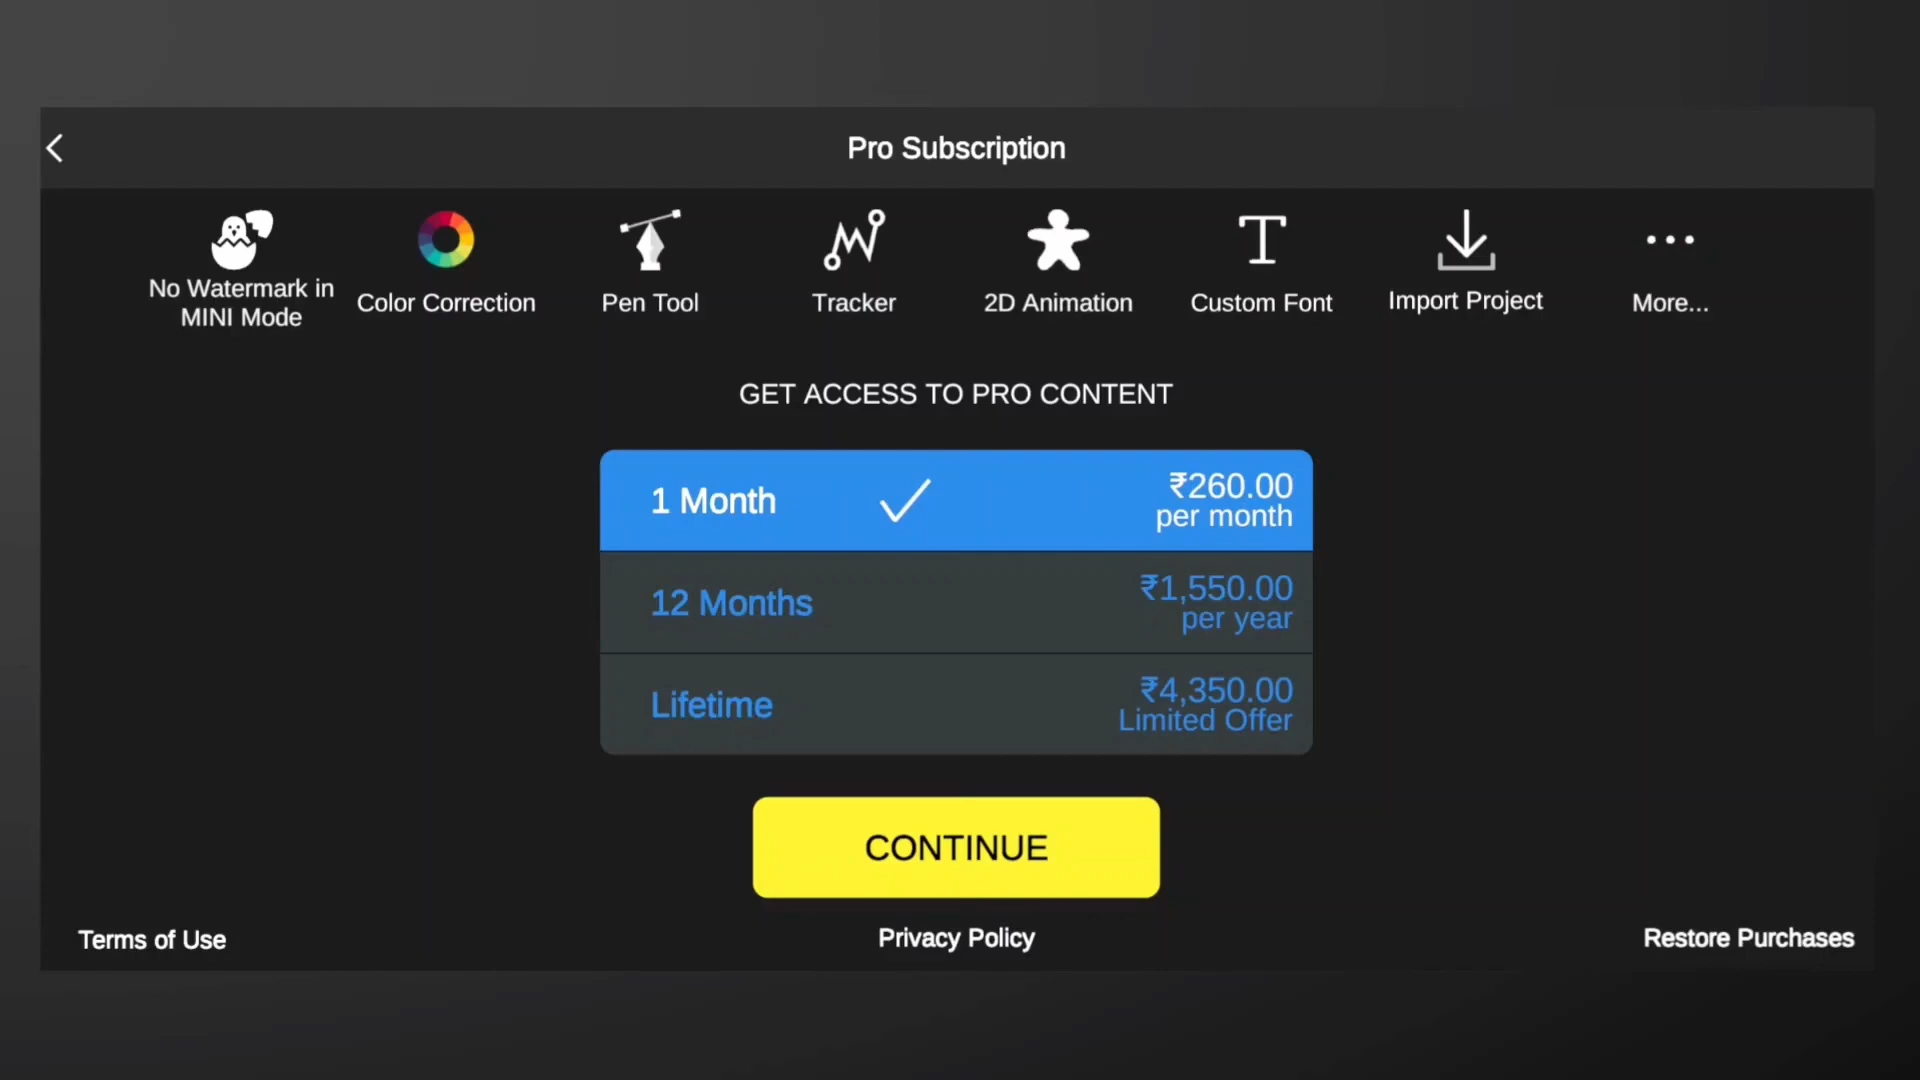 Pro Subscription
No Watermark in
MINI Mode
Color Correction
Pen Tool
Tracker
2D Animation
Custom Font
Import Project
More...
GET ACCESS TO PRO CONTENT
1 Month
₹260.00
per month
12 Months
₹1,550.00
per year
Lifetime
₹4,350.00
Limited Offer
CONTINUE
Terms of Use
Privacy Policy
Restore Purchases